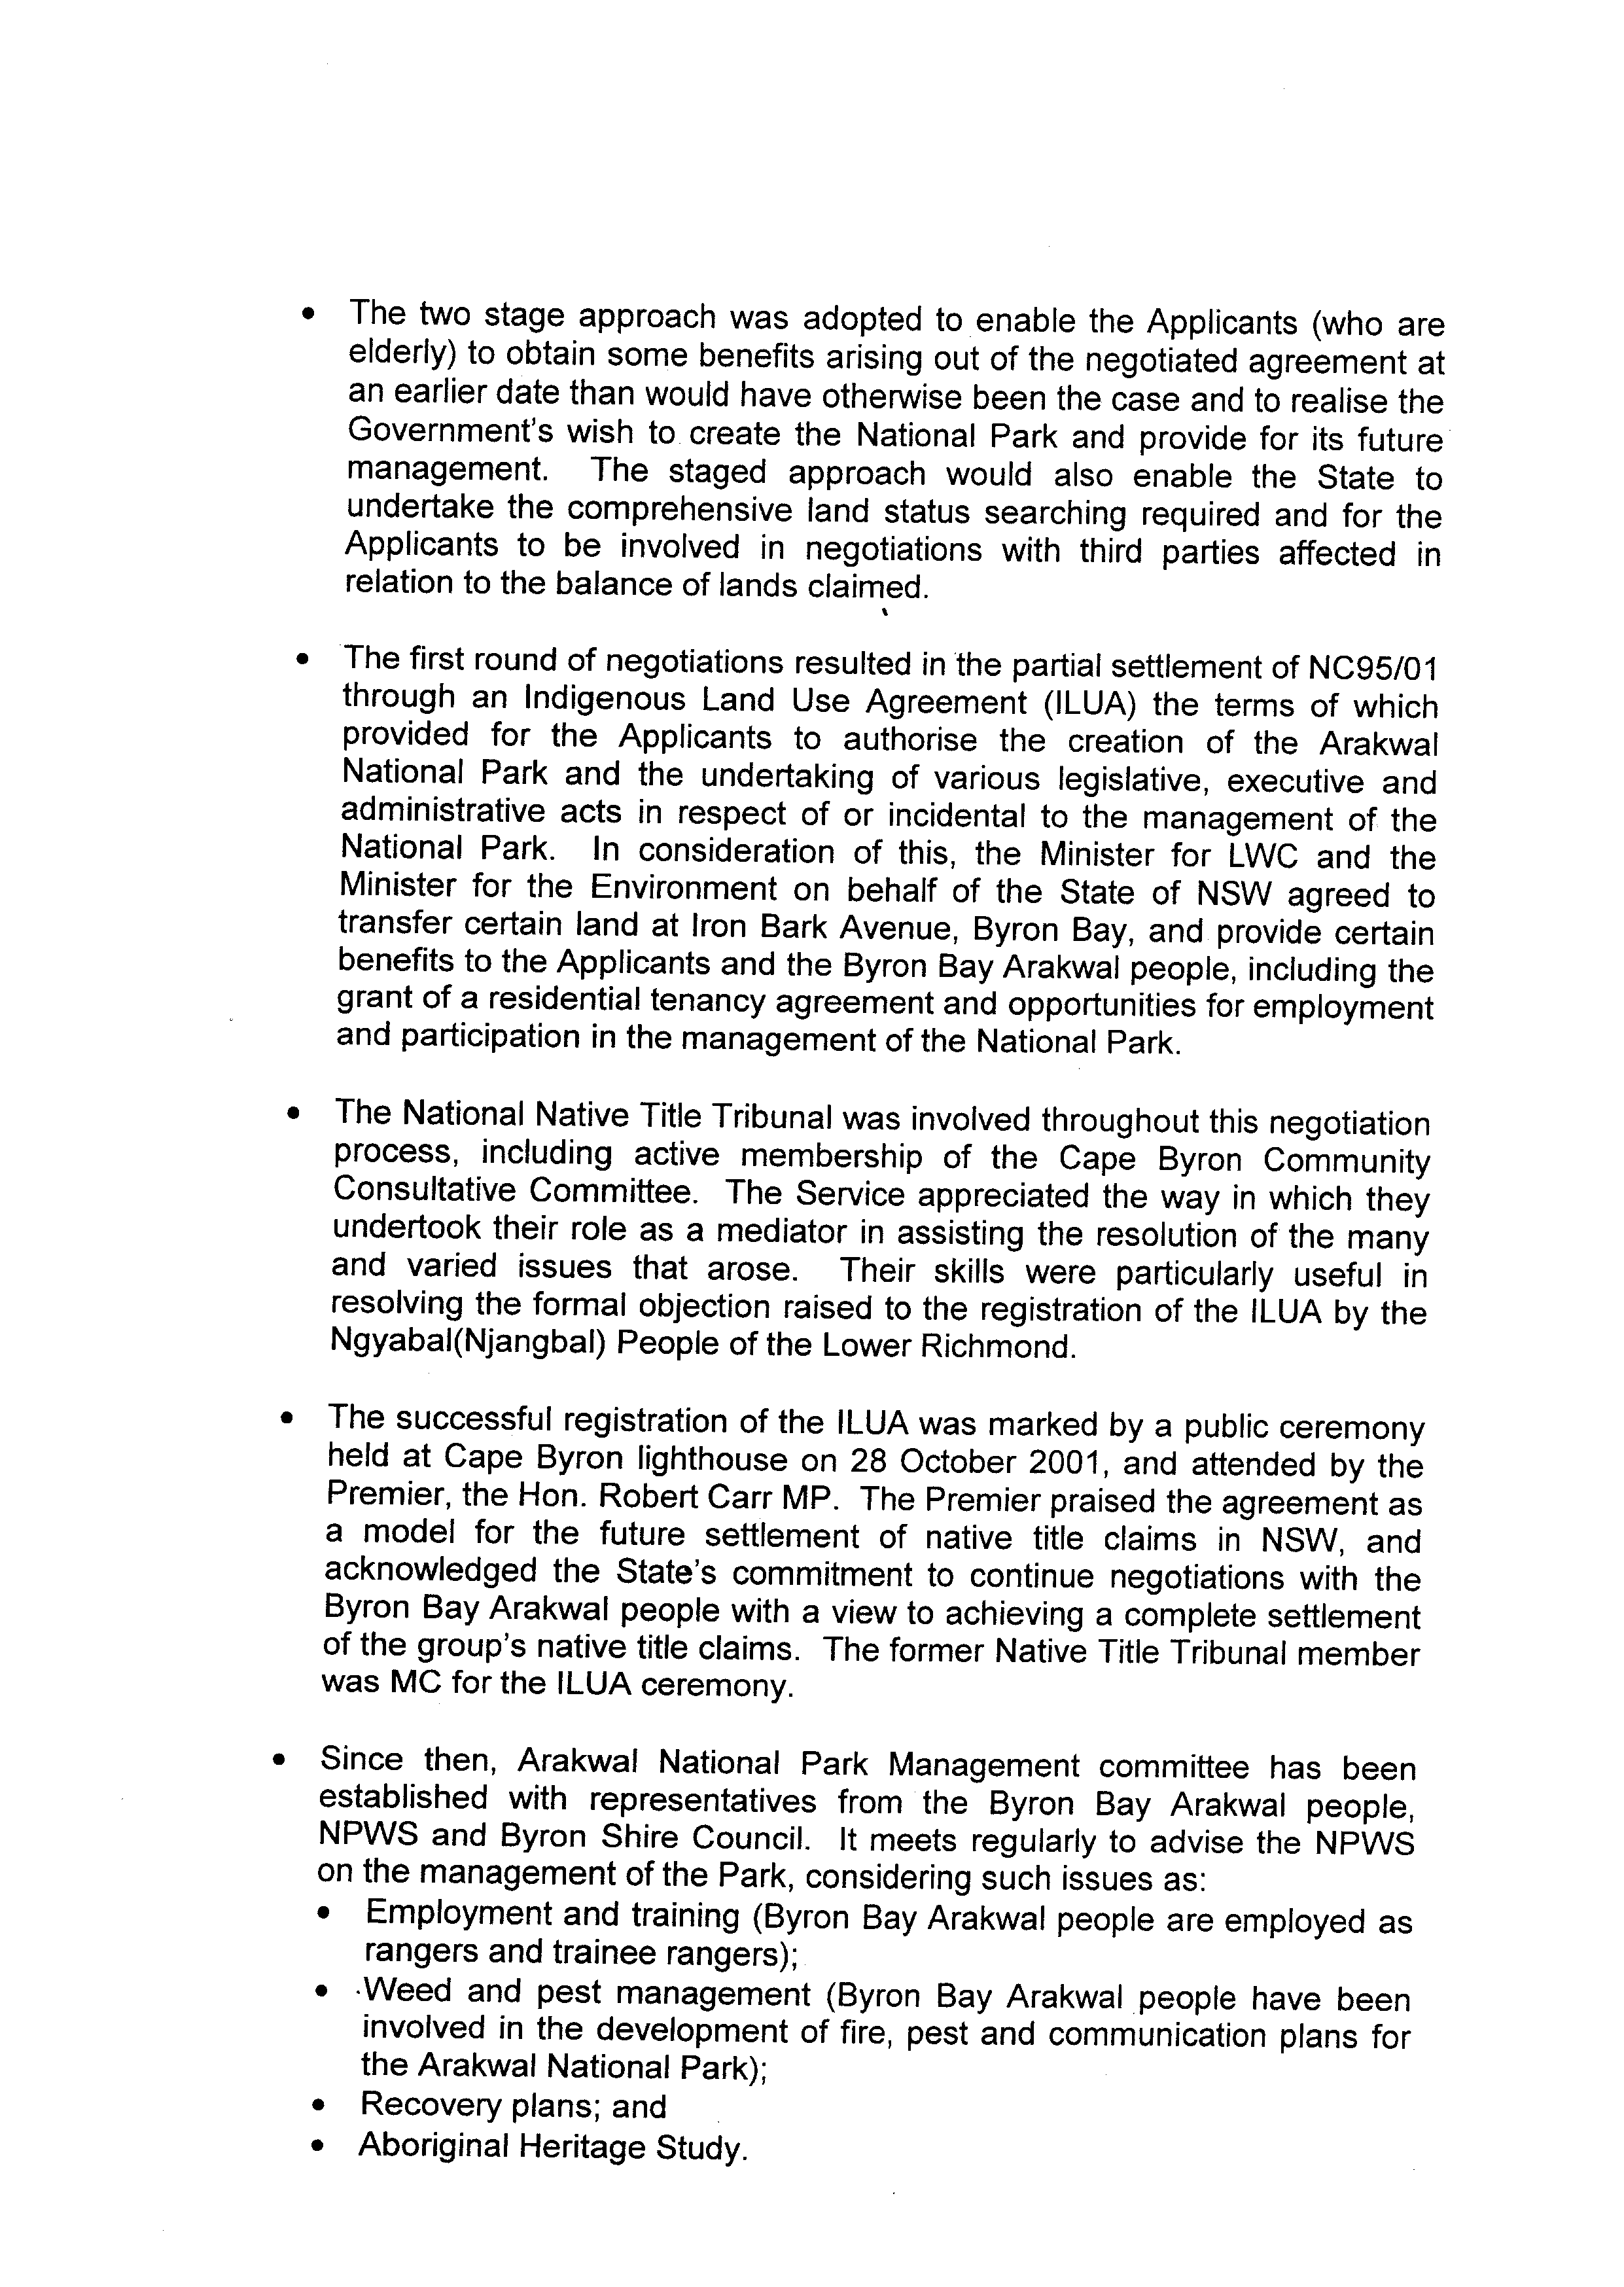 • The two stage approach was adopted to enable the Applicants (who are
elderly) to obtain some benefits arising out of the negotiated agreement at
an earlier date than would have otherwise been the case and to realise the
Government's wish to create the National Park and provide for its future
management. The staged approach would also enable the State to
undertake the comprehensive land status searching required and for the
Applicants to be involved in negotiations with third parties affected in
relation to the balance of lands claimed.
• The first round of negotiations resulted in the partial settlement of NC95/01
through an Indigenous Land Use Agreement (ILUA) the terms of which
provided for the Applicants to authorise the creation of the Arakwal
National Park and the undertaking of various legislative, executive and
administrative acts in respect of or incidental to the management of the
National Park. In consideration of this, the Minister for LWC and the
Minister for the Environment on behalf of the State of NSW agreed to
transfer certain land at Iron Bark Avenue, Byron Bay, and provide certain
benefits to the Applicants and the Byron Bay Arakwal people, including the
grant of a residential tenancy agreement and opportunities for employment
and participation in the management of the National Park.
• The National Native Title Tribunal was involved throughout this negotiation
process, including active membership of the Cape Byron Community
Consultative Committee. The Service appreciated the way in which they
undertook their role as a mediator in assisting the resolution of the many
and varied issues that arose. Their skills were particularly useful in
resolving the formal objection raised to the registration of the ILUA by the
Ngyabal(Njangbal) People of the Lower Richmond.
• The successful registration of the ILUA was marked by a public ceremony
held at Cape Byron lighthouse on 28 October 2001, and attended by the
Premier, the Hon. Robert Carr MP. The Premier praised the agreement as
a model for the future settlement of native title claims in NSW, and
acknowledged the State's commitment to continue negotiations with the
Byron Bay Arakwal people with a view to achieving a complete settlement
of the group's native title claims. The former Native Title Tribunal member
was MC for the ILUA ceremony.
• Since then, Arakwal National Park Management committee has been
established with representatives from the Byron Bay Arakwal people,
NPWS and Byron Shire Council. It meets regularly to advise the NPWS
on the management of the Park, considering such issues as:
• Employment and training (Byron Bay Arakwal people are employed as
rangers and trainee rangers);
• Weed and pest management (Byron Bay Arakwal people have been
involved in the development of fire, pest and communication plans for
the Arakwal National Park);
• Recovery plans; and
• Aboriginal Heritage Study.